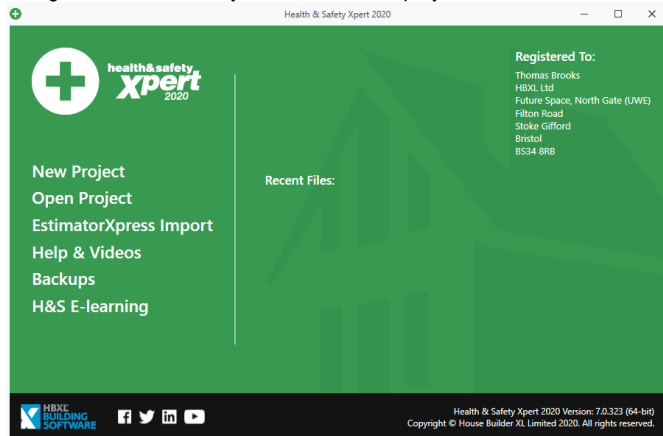 Health & Safety Xpert 2020
health&safety
xpert
2020
Registered To:
Thomas Brooks
HBXL Ltd
Future Space, North Gate (UWE)
Filton Road
Stoke Gifford
Bristol
BS34 8RB
New Project
Open Project
EstimatorXpress Import
Help & Videos
Backups
H&S E-learning
Recent Files:
HBXL
BUILDING
SOFTWARE
Health & Safety Xpert 2020 Version: 7.0.323 (64-bit)
Copyright © House Builder XL Limited 2020. All rights reserved.